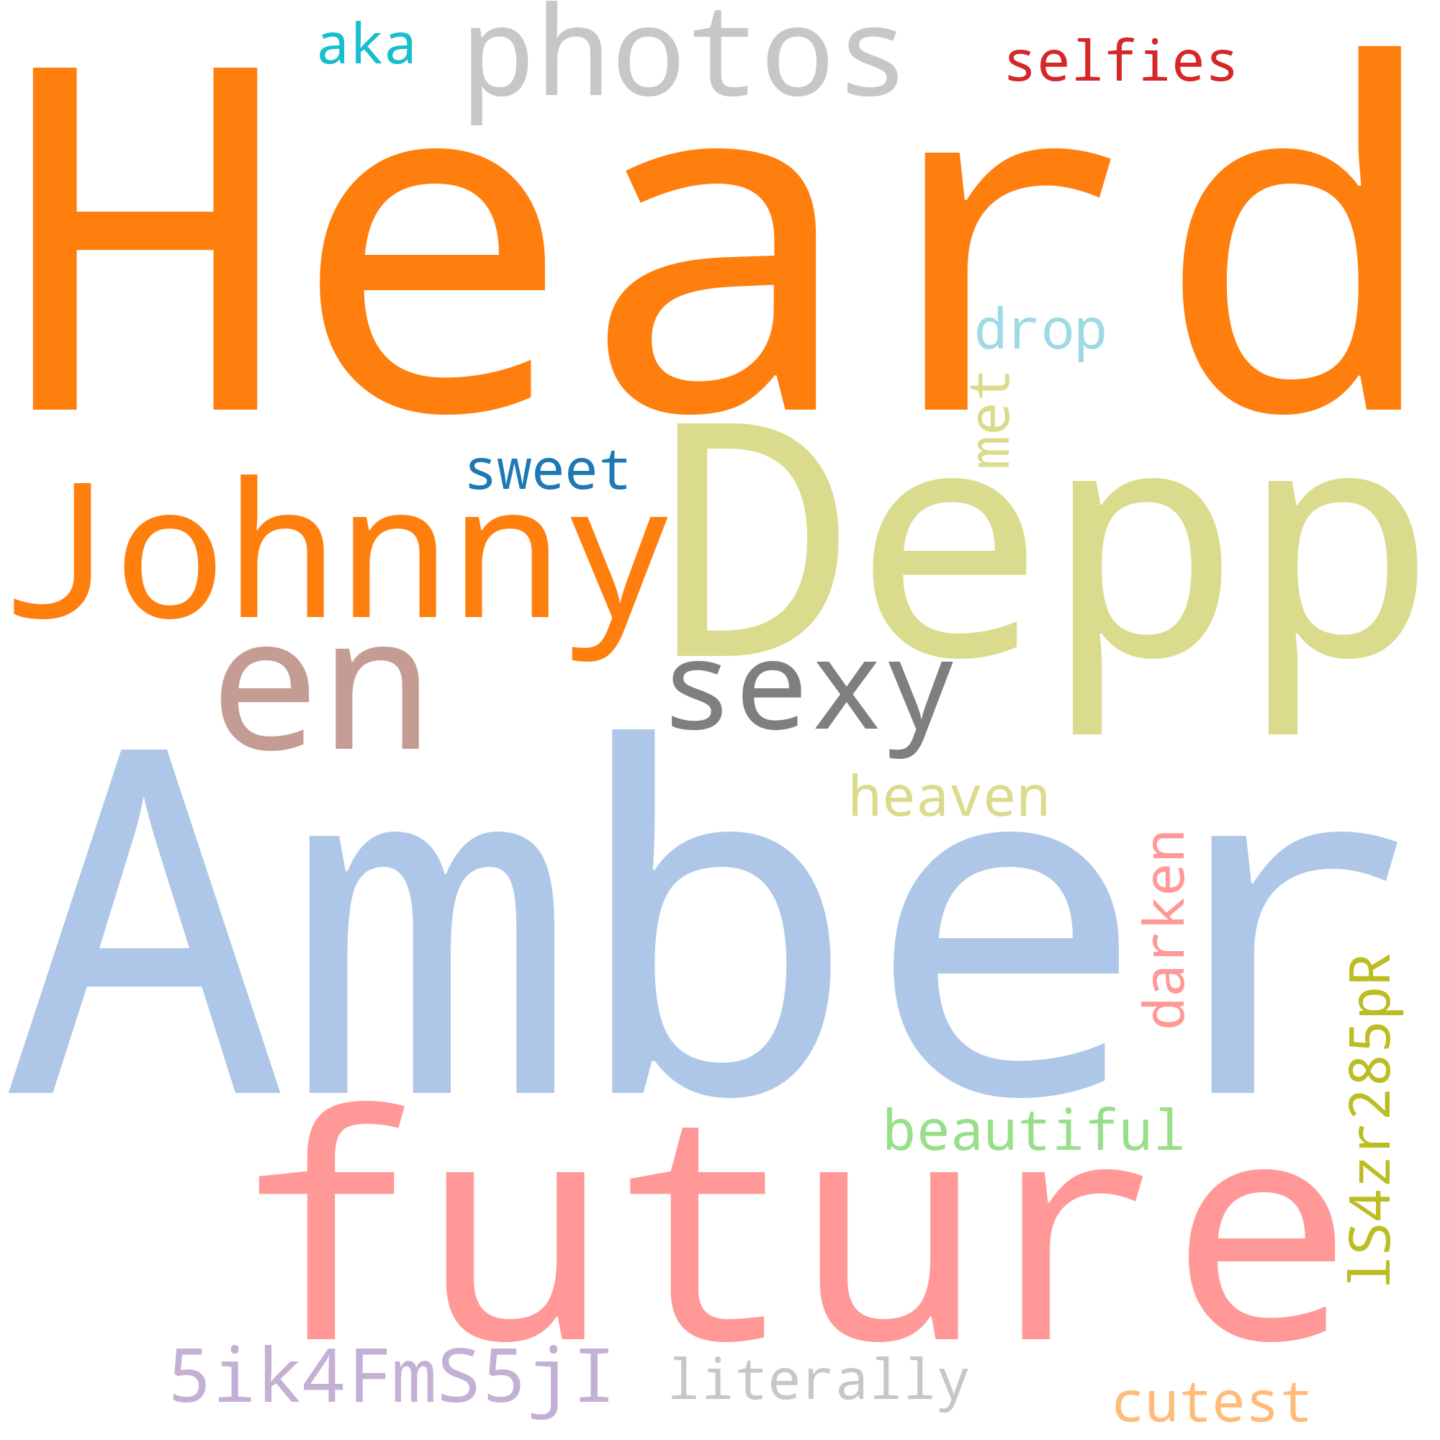 aka
photos
selfies
Heard
drop
met
sweet
Johnny
Depp
en
sexy
heaven
Amber
darken
lS4zr285pR
beautiful
future
5ik4FmS5jI
literally
cutest